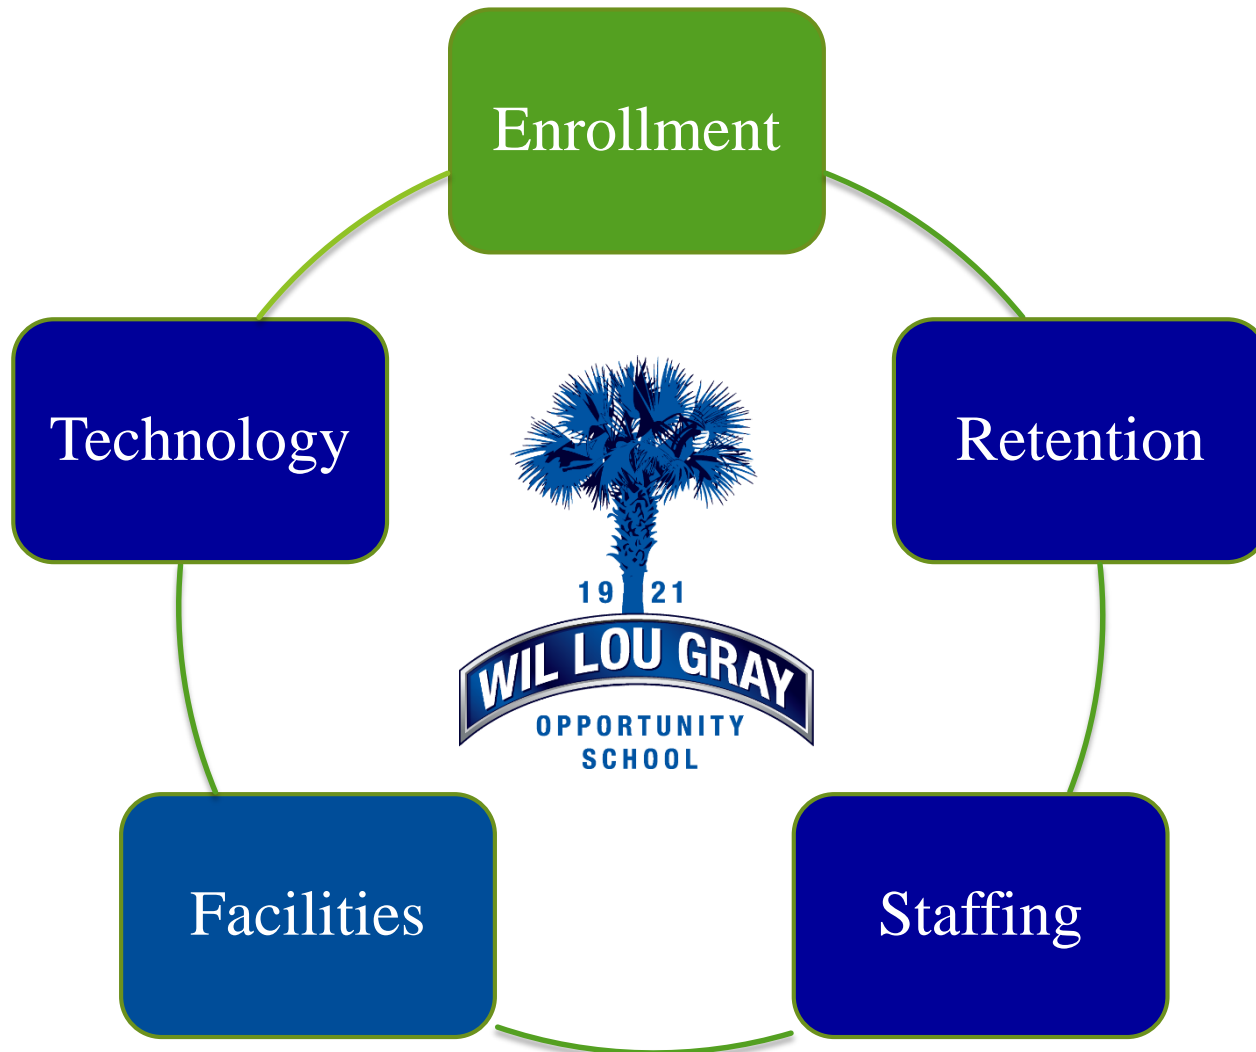 Enrollment
Technology
Retention
19 21
WIL LOU GRAY
OPPORTUNITY
SCHOOL
Facilities
Staffing